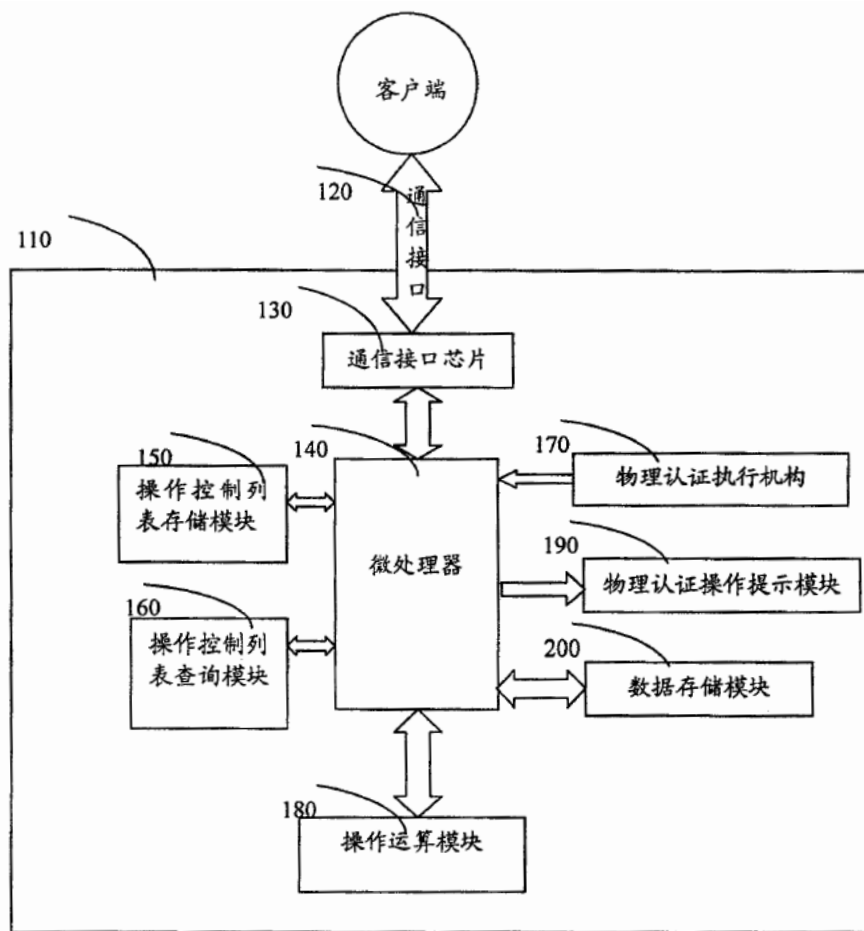 客户端
120
通
信
接
口
110
130
通信接口芯片
140
150
操作控制列
表存储模块
170
物理认证执行机构
微处理器
190
物理认证操作提示模块
160
操作控制列
表查询模块
200
数据存储模块
180
操作运算模块